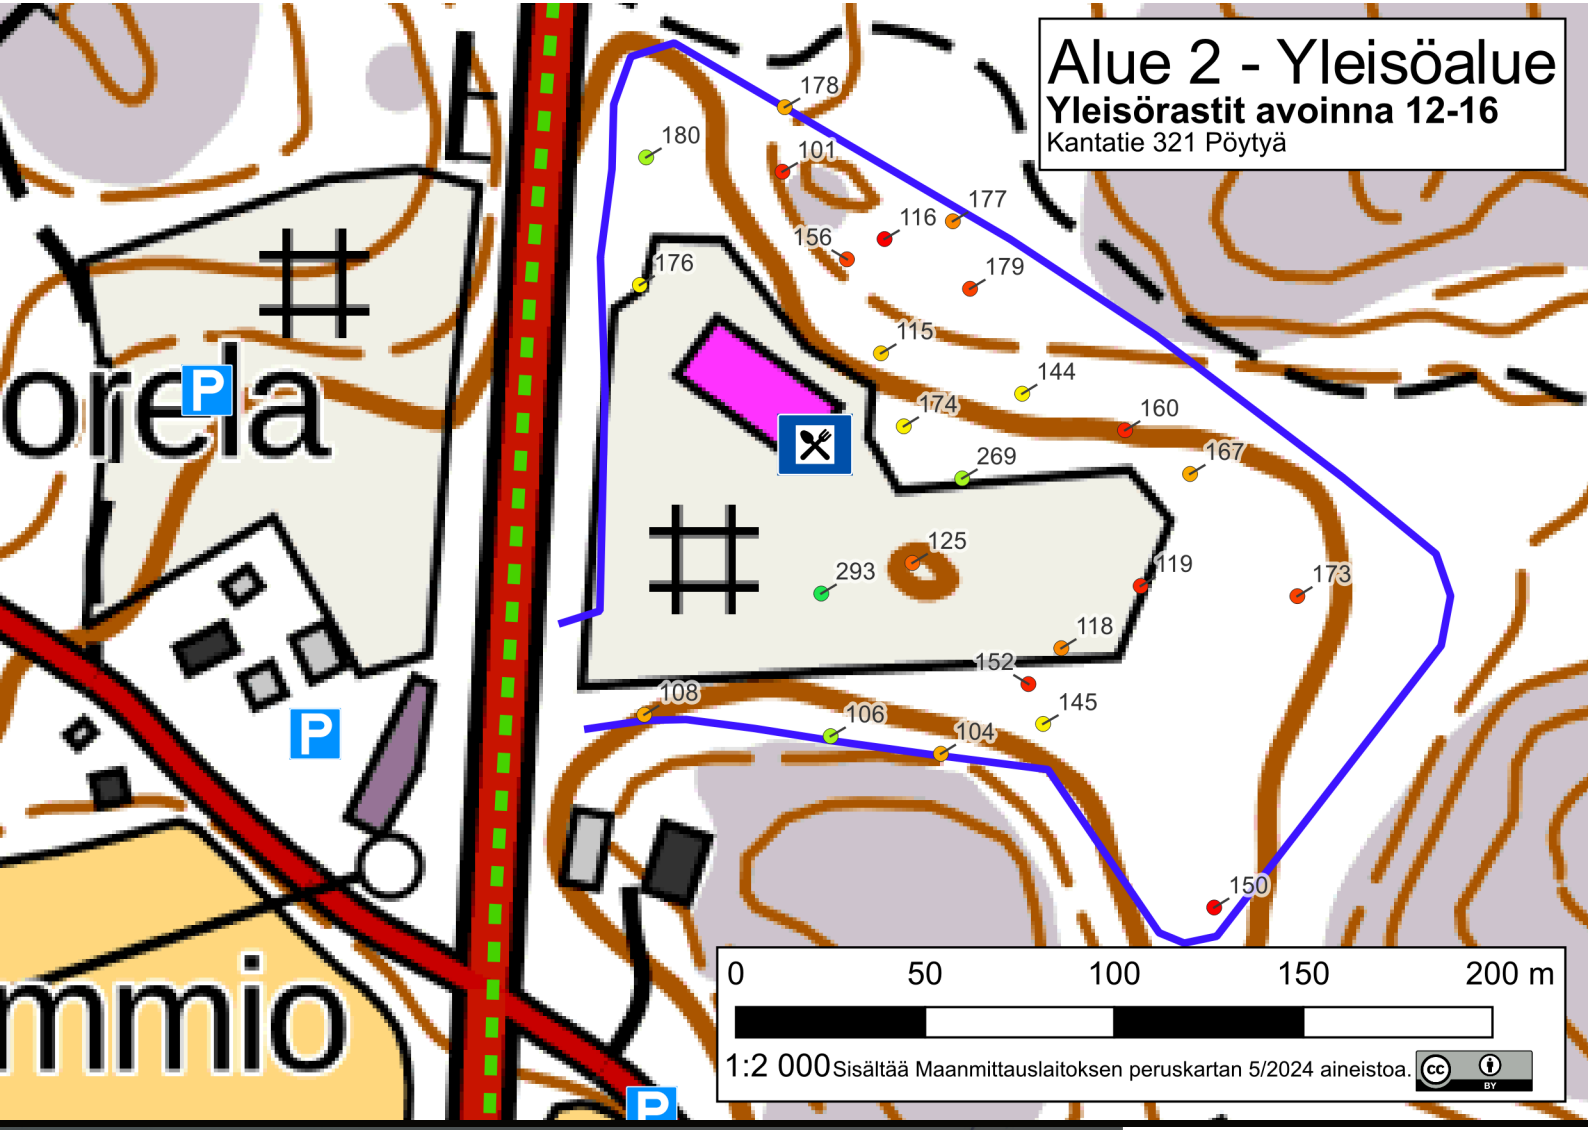 Alue 2 - Yleisöalue
Yleisörastit avoinna 12-16
Kantatie 321 Pöytyä
178
180
101
177
116
156
176
179
115
144
orela
P
174
160
167
269
125
293
119
173
118
152
108
145
106
104
P
150
mmio
0 50 100 150 200 m
1:2 000 Sisältää Maanmittauslaitoksen peruskartan 5/2024 aineistoa.
cc
BY
P